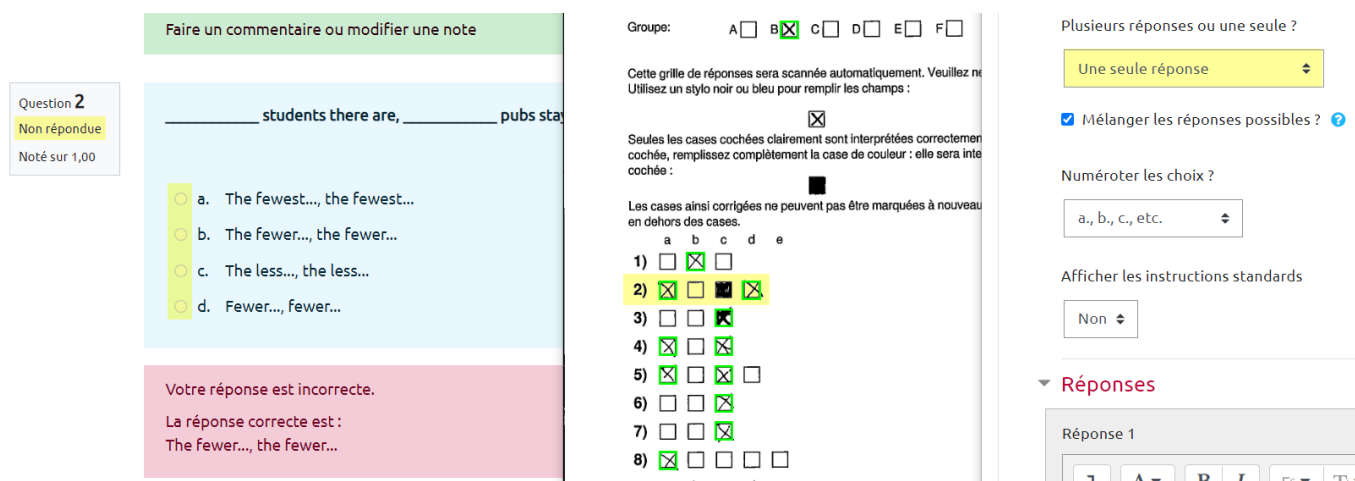 Faire un commentaire ou modifier une note
Question 2
Non répondue
Noté sur 1,00
____________ students there are, ____________ pubs stay
a. The fewest..., the fewest...
b. The fewer..., the fewer...
c. The less..., the less...
d. Fewer..., fewer...
Votre réponse est incorrecte.
La réponse correcte est :
The fewer..., the fewer...
Groupe: A B C D E F
Cette grille de réponses sera scannée automatiquement. Veuillez ne
Utilisez un stylo noir ou bleu pour remplir les champs :
Seules les cases cochées clairement sont interprétées correctemen
cochée, remplissez complètement la case de couleur : elle sera inte
cochée :
Les cases ainsi corrigées ne peuvent pas être marquées à nouveau
en dehors des cases.
a b c d e
1)
2)
3)
4)
5)
6)
7)
8)
Plusieurs réponses ou une seule ?
Une seule réponse
Mélanger les réponses possibles ? ?
Numéroter les choix ?
a., b., c., etc.
Afficher les instructions standards
Non
Réponses
Réponse 1
A B I